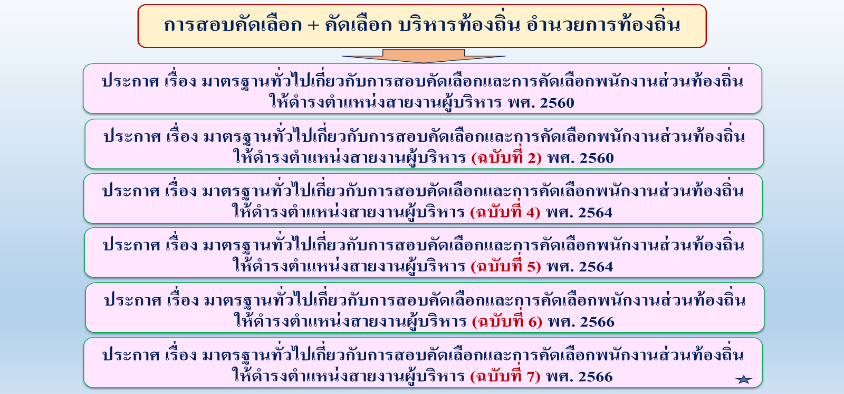 การสอบคัดเลือก + คัดเลือก บริหารท้องถิ่น อำนวยการท้องถิ่น
ประกาศ เรื่อง มาตรฐานทั่วไปเกี่ยวกับการสอบคัดเลือกและการคัดเลือกพนักงานส่วนท้องถิ่น
ให้ดำรงตำแหน่งสายงานผู้บริหาร พศ. 2560
ประกาศ เรื่อง มาตรฐานทั่วไปเกี่ยวกับการสอบคัดเลือกและการคัดเลือกพนักงานส่วนท้องถิ่น
ให้ดำรงตำแหน่งสายงานผู้บริหาร (ฉบับที่ 2) พศ. 2560
ประกาศ เรื่อง มาตรฐานทั่วไปเกี่ยวกับการสอบคัดเลือกและการคัดเลือกพนักงานส่วนท้องถิ่น
ให้ดำรงตำแหน่งสายงานผู้บริหาร (ฉบับที่ 4) พศ. 2564
ประกาศ เรื่อง มาตรฐานทั่วไปเกี่ยวกับการสอบคัดเลือกและการคัดเลือกพนักงานส่วนท้องถิ่น
ให้ดำรงตำแหน่งสายงานผู้บริหาร (ฉบับที่ 5) พศ. 2564
ประกาศ เรื่อง มาตรฐานทั่วไปเกี่ยวกับการสอบคัดเลือกและการคัดเลือกพนักงานส่วนท้องถิ่น
ให้ดำรงตำแหน่งสายงานผู้บริหาร (ฉบับที่ 6) พศ. 2566
ประกาศ เรื่อง มาตรฐานทั่วไปเกี่ยวกับการสอบคัดเลือกและการคัดเลือกพนักงานส่วนท้องถิ่น
ให้ดำรงตำแหน่งสายงานผู้บริหาร (ฉบับที่ 7) พศ. 2566